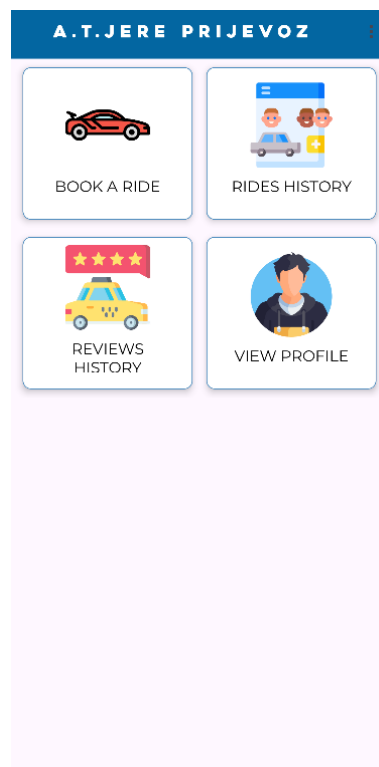 A.T.JERE PRIJEVOZ
BOOK A RIDE
RIDES HISTORY
REVIEWS
HISTORY
VIEW PROFILE